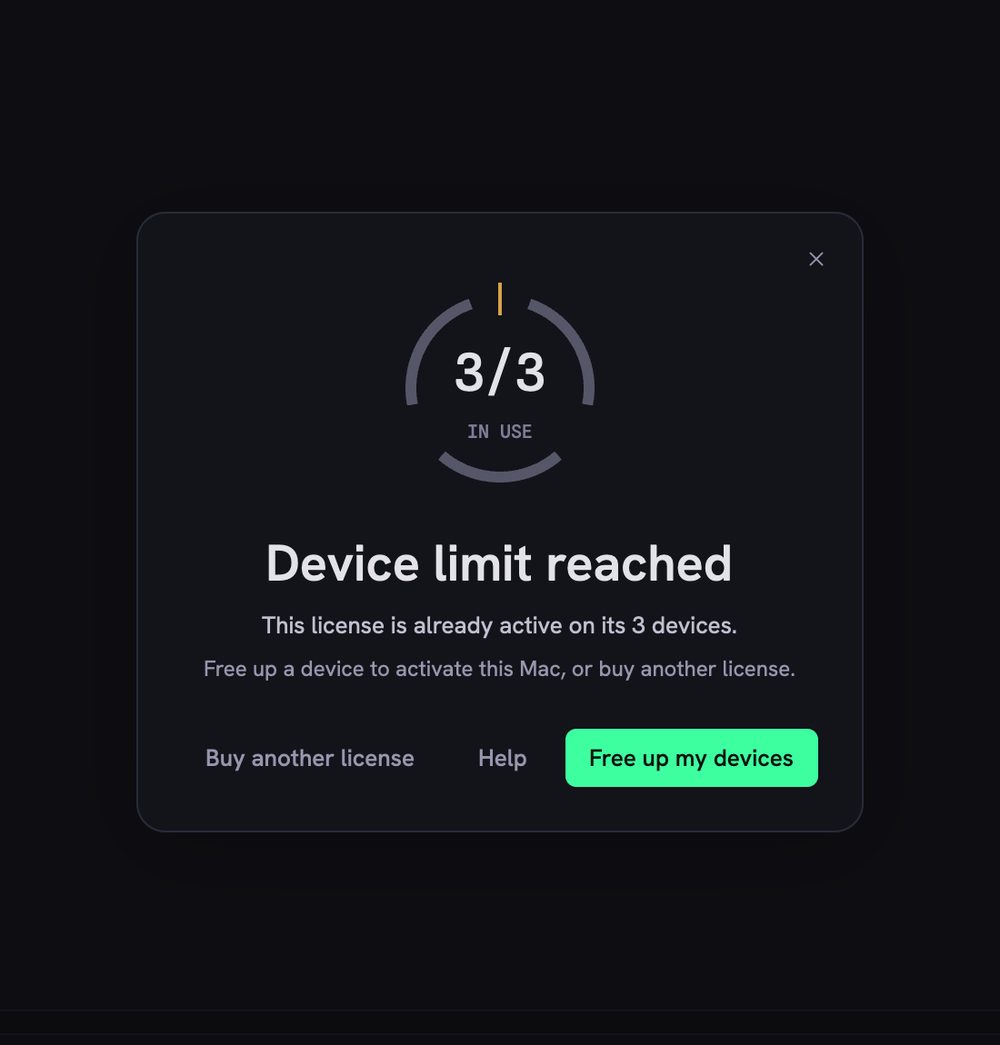 3/3
IN USE
Device limit reached
This license is already active on its 3 devices.
Free up a device to activate this Mac, or buy another license.
Buy another license
Help
Free up my devices